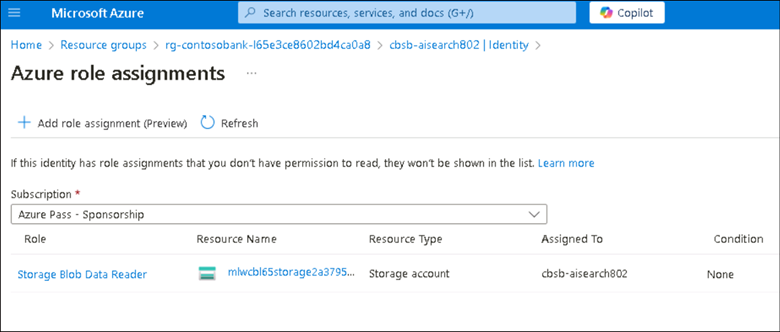 Microsoft Azure
Search resources, services, and docs (G+/)
Copilot
Home > Resource groups > rg-contosobank-l65e3ce8602bd4ca0a8 > cbsb-aisearch802 | Identity >
Azure role assignments ...
+ Add role assignment (Preview) Refresh
If this identity has role assignments that you don't have permission to read, they won't be shown in the list. Learn more
Subscription *
Azure Pass - Sponsorship
Role Resource Name Resource Type Assigned To Condition
Storage Blob Data Reader mlwcbl65storage2a3795... Storage account cbsb-aisearch802 None